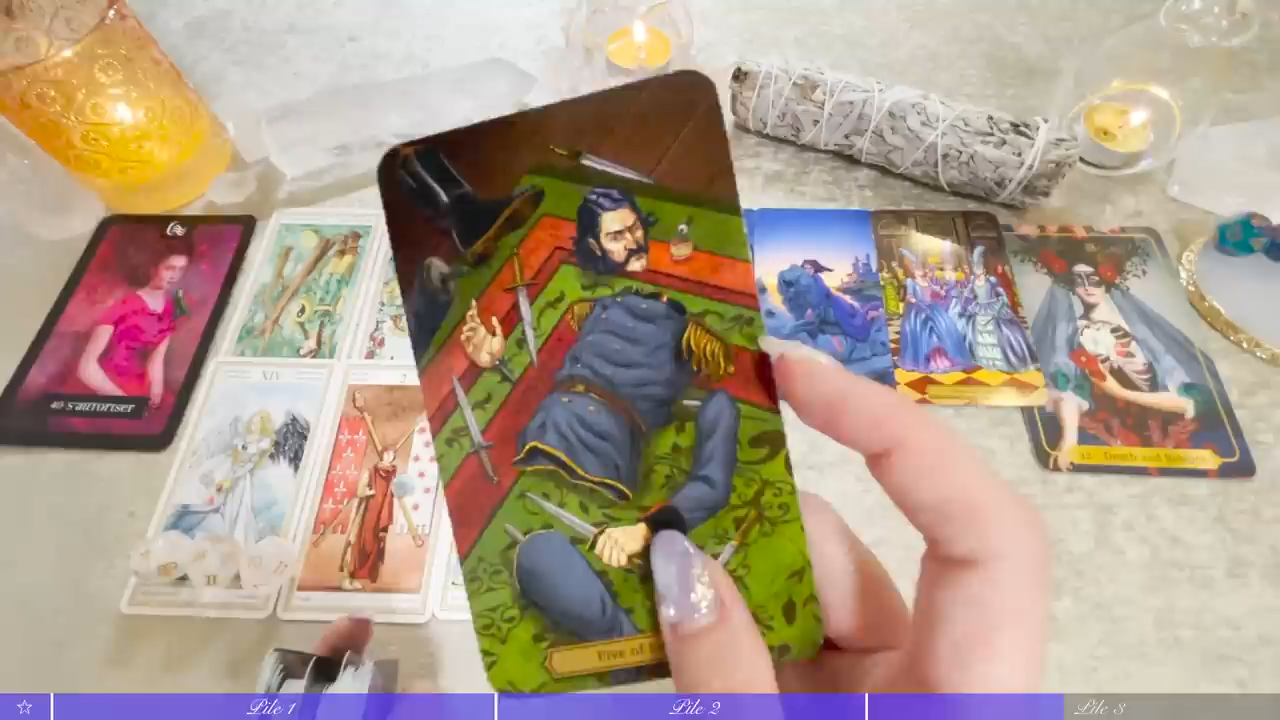 40 s'autoriser
XIV
Five of
12. Death and Rebirth
☆ Pile 1 Pile 2 Pile 3